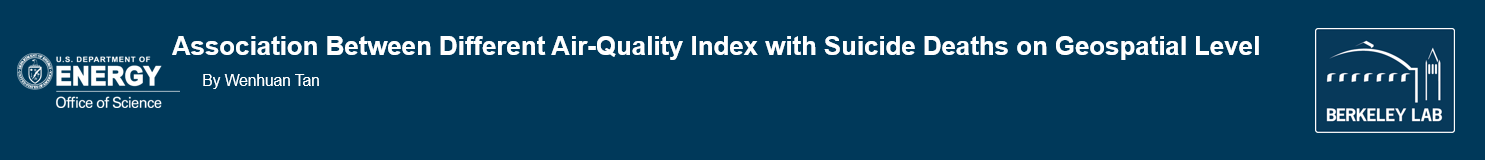 Association Between Different Air-Quality Index with Suicide Deaths on Geospatial Level
U.S. DEPARTMENT OF
ENERGY
By Wenhuan Tan
Office of Science
BERKELEY LAB